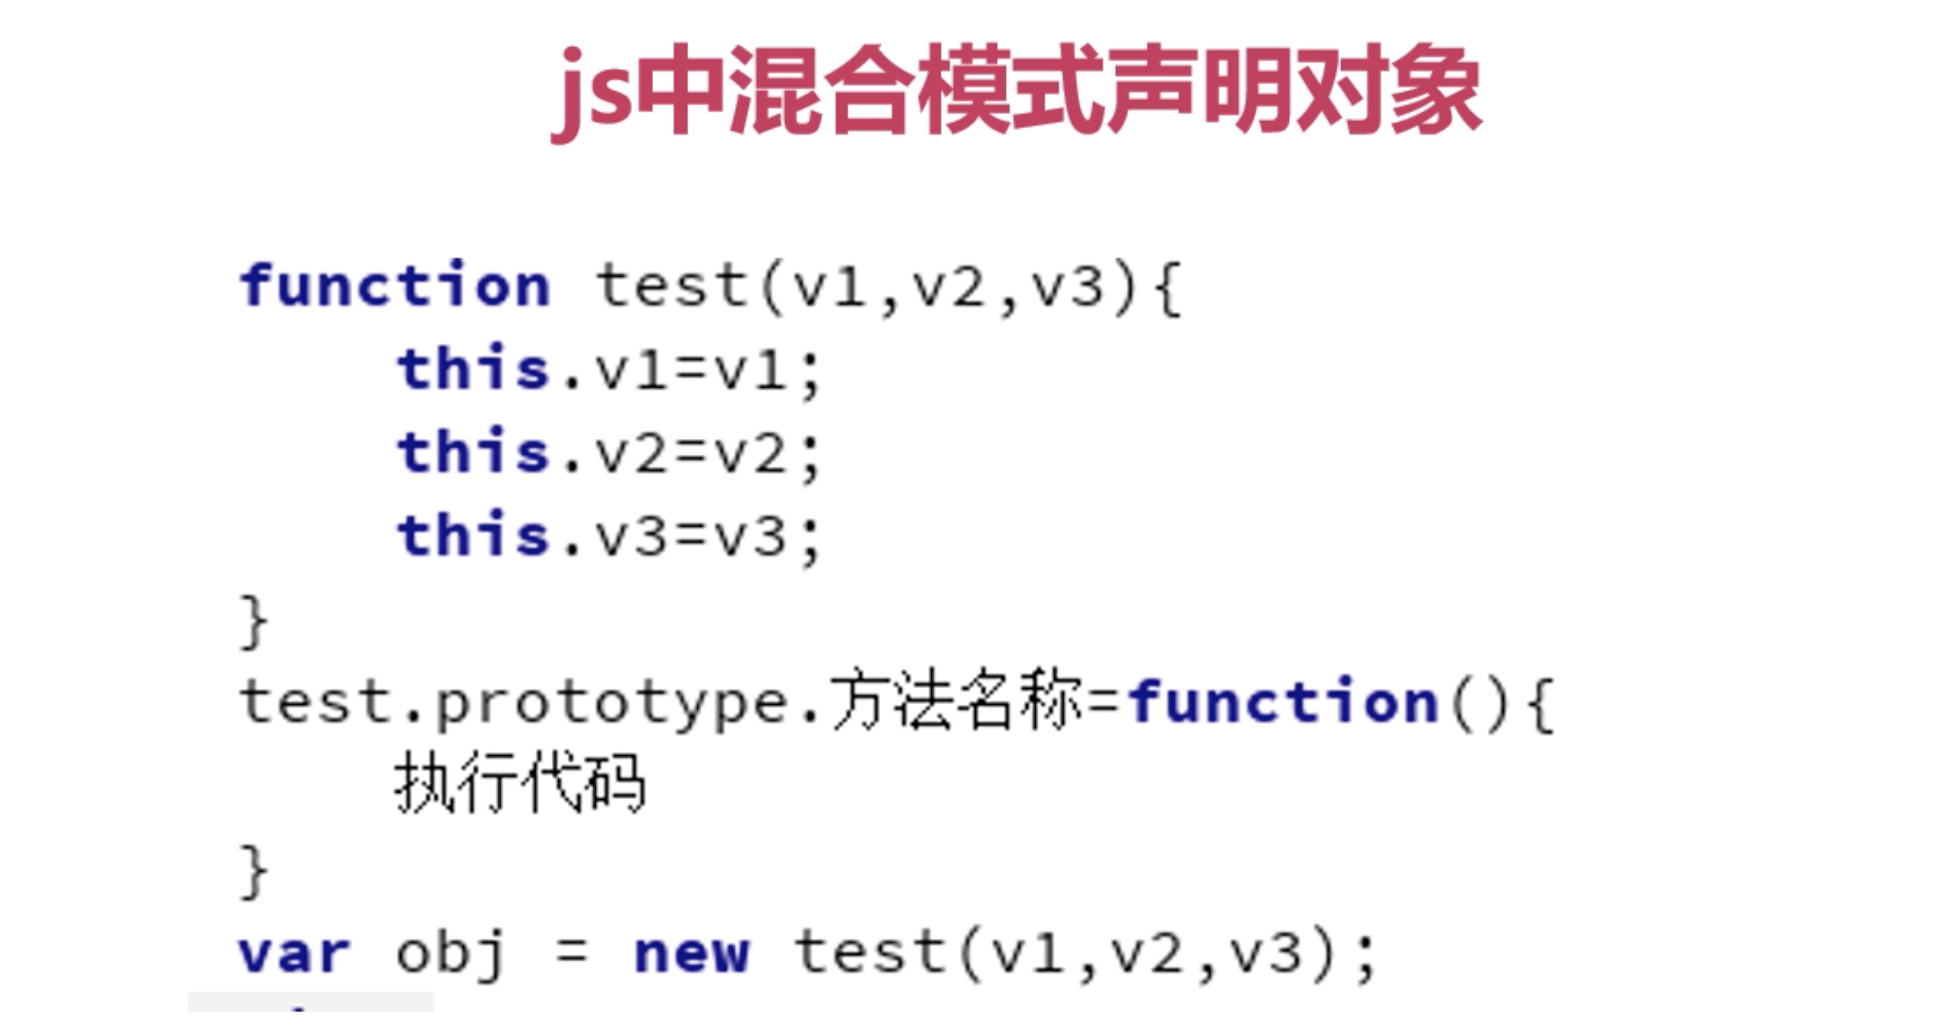 js中混合模式声明对象
function test(v1,v2,v3){
this.v1=v1;
this.v2=v2;
this.v3=v3;
}
test.prototype.方法名称=function(){
执行代码
}
var obj = new test(v1,v2,v3);